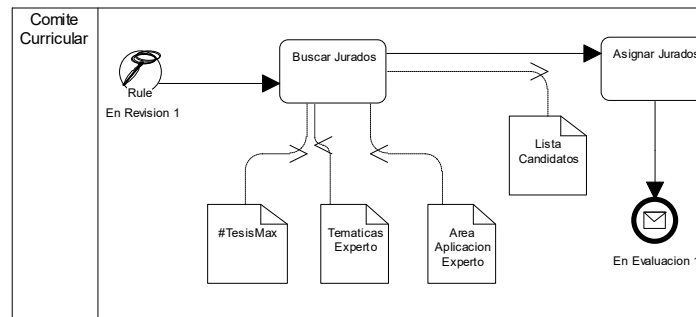 Comite
Curricular
Rule
En Revision 1
Buscar Jurados
Asignar Jurados
Lista
Candidatos
#TesisMax
Tematicas
Experto
Area
Aplicacion
Experto
En Evaluacion 1